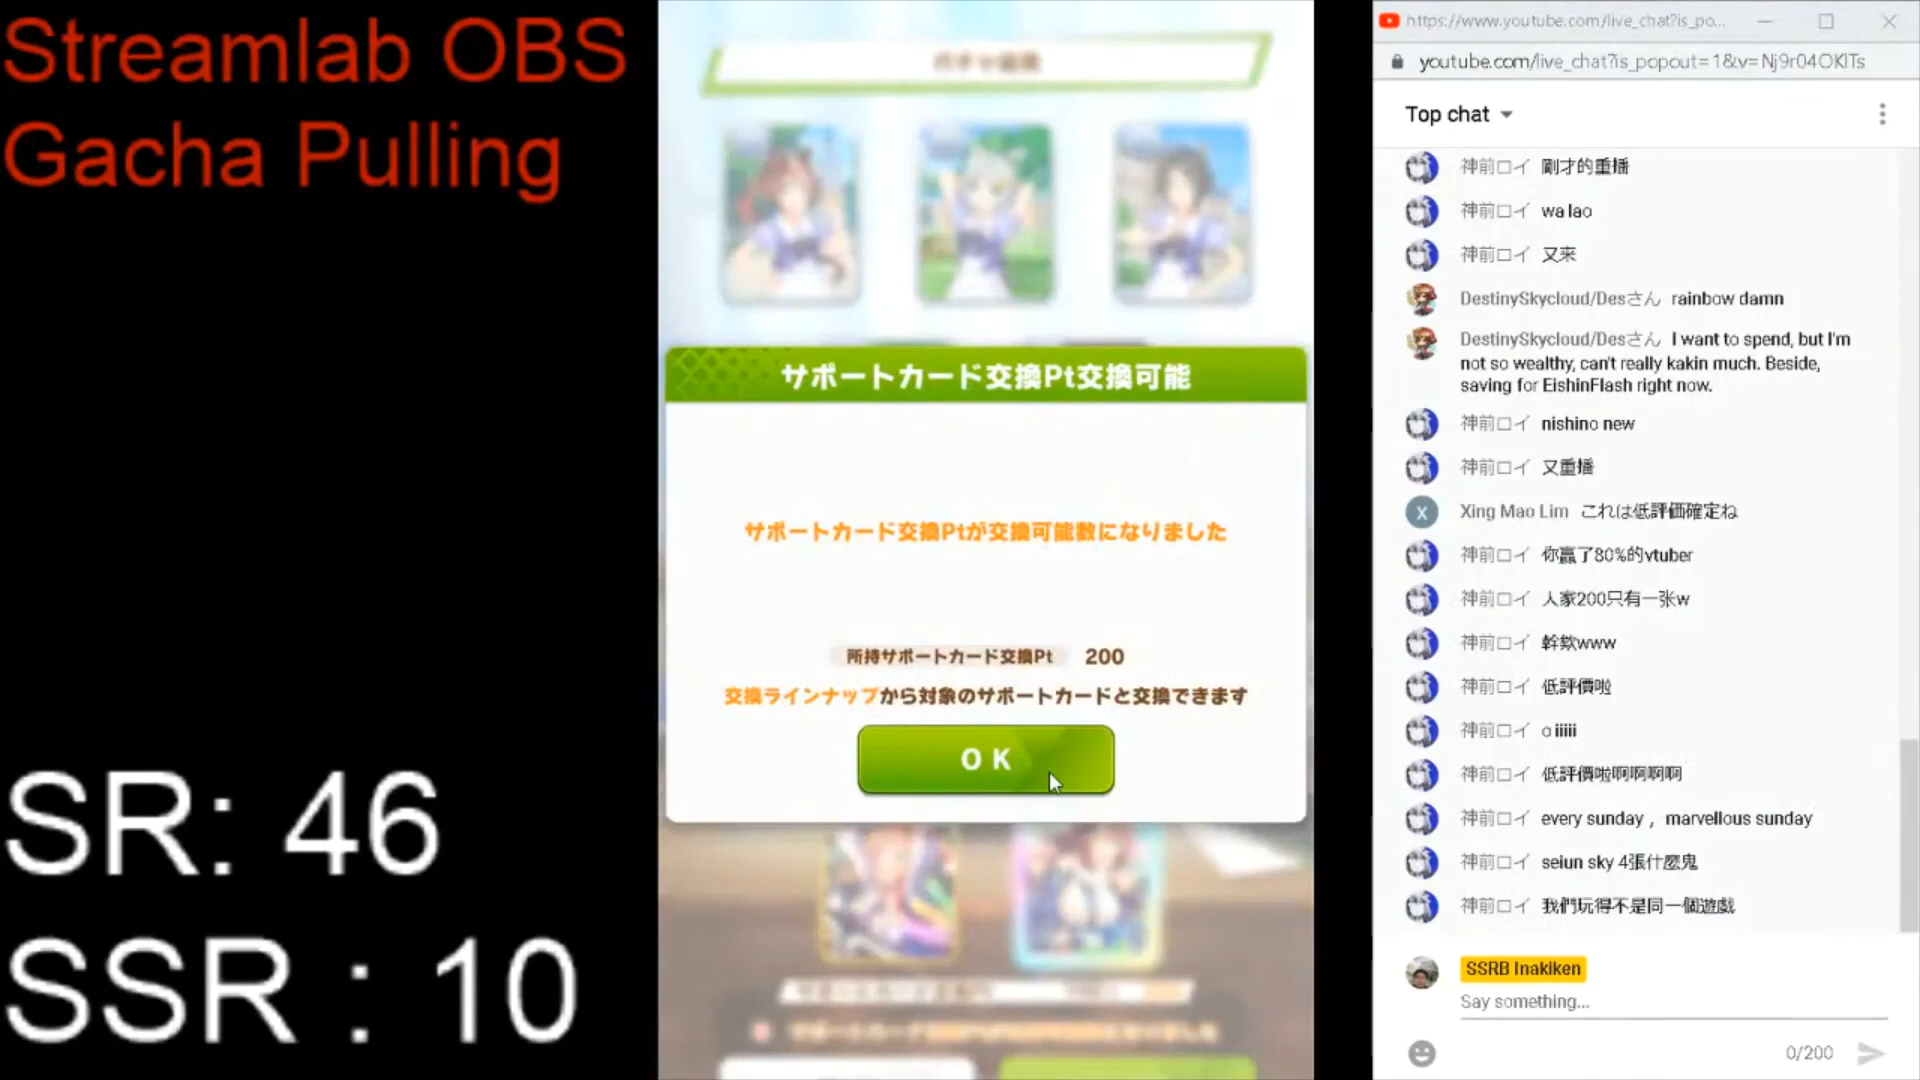 Streamlab OBS
Gacha Pulling
SR: 46
SSR : 10
サポートカード交換Pt交換可能
サポートカード交換Ptが交換可能数になりました
所持サポートカード交換Pt 200
交換ラインナップから対象のサポートカードと交換できます
OK
https://www.youtube.com/live_chat?is_po...
youtube.com/live_chat?is_popout=1&v=Nj9r04OKlTs
Top chat
神前ロイ 剛才的重播
神前ロイ wa lao
神前ロイ 又来
DestinySkycloud/Desさん rainbow damn
DestinySkycloud/Desさん I want to spend, but I'm
not so wealthy, can't really kakin much. Beside,
saving for EishinFlash right now.
神前ロイ nishino new
神前ロイ 又重播
X Xing Mao Lim これは低評価確定ね
神前ロイ 你贏了80%的vtuber
神前ロイ 人家200只有一张w
神前ロイ 幹欸www
神前ロイ 低評價啦
神前ロイ a iiiii
神前ロイ 低評價啦啊啊啊啊
神前ロイ every sunday , marvellous sunday
神前ロイ seiun sky 4張什麼鬼
神前ロイ 我們玩得不是同一個遊戲
SSRB Inakiken
Say something...
0/200